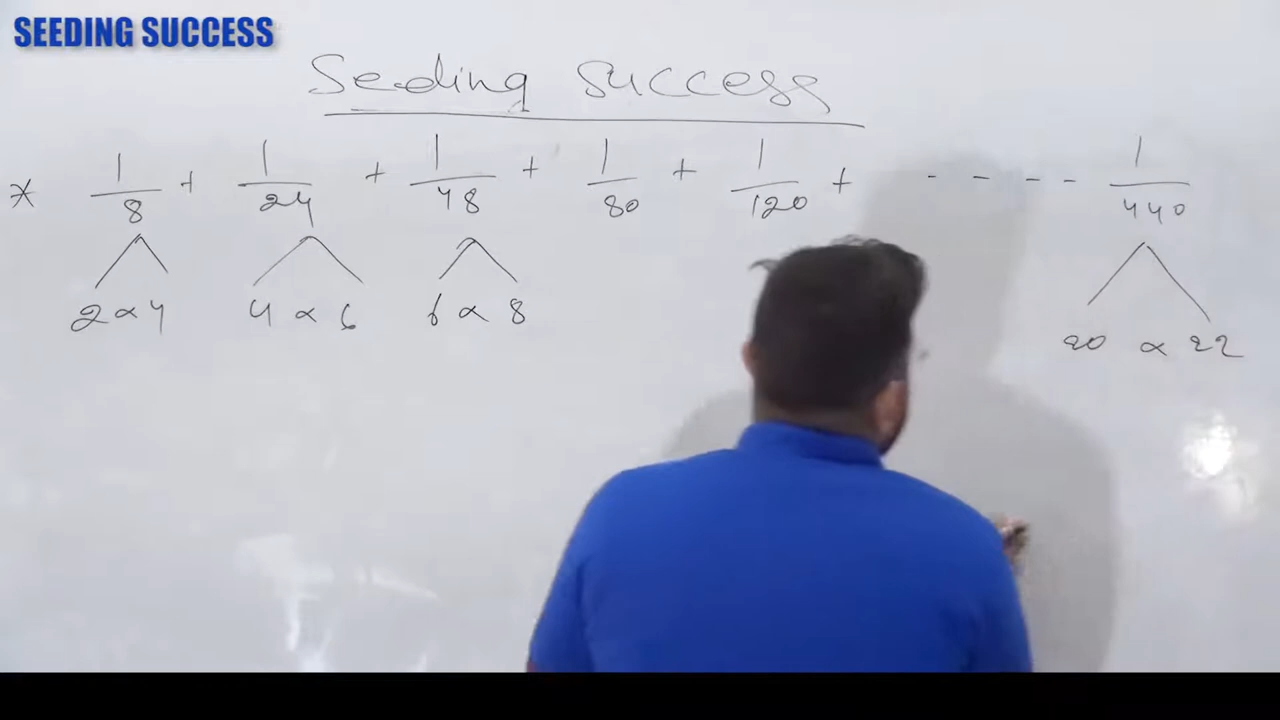 SEEDING SUCCESS
Seeding Success
* 1/8 + 1/24 + 1/48 + 1/80 + 1/120 + - - - - 1/440
2 × 4 4 × 6 6 × 8 20 × 22